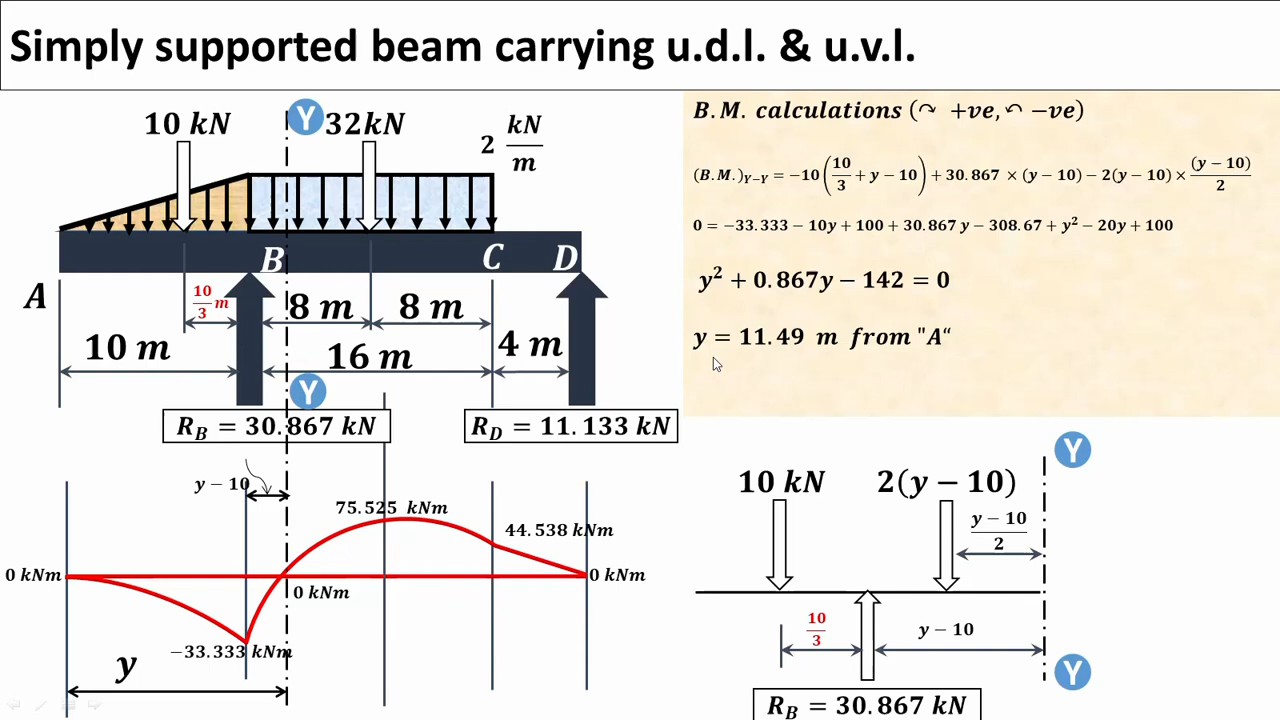 Simply supported beam carrying u.d.l. & u.v.l.
10 kN
Y
32kN
2 kN/m
A
B
C
D
10/3 m
8 m
8 m
10 m
16 m
4 m
Y
R_B = 30.867 kN
R_D = 11.133 kN
y − 10
75.525 kNm
44.538 kNm
0 kNm
0 kNm
0 kNm
−33.333 kNm
y
B.M. calculations (↷ +ve, ↶ −ve)
(B.M.)_{Y−Y} = −10(10/3 + y − 10) + 30.867 × (y − 10) − 2(y − 10) × (y − 10)/2
0 = −33.333 − 10y + 100 + 30.867 y − 308.67 + y² − 20y + 100
y² + 0.867y − 142 = 0
y = 11.49 m from "A“
Y
10 kN
2(y − 10)
(y − 10)/2
10/3
y − 10
Y
R_B = 30.867 kN